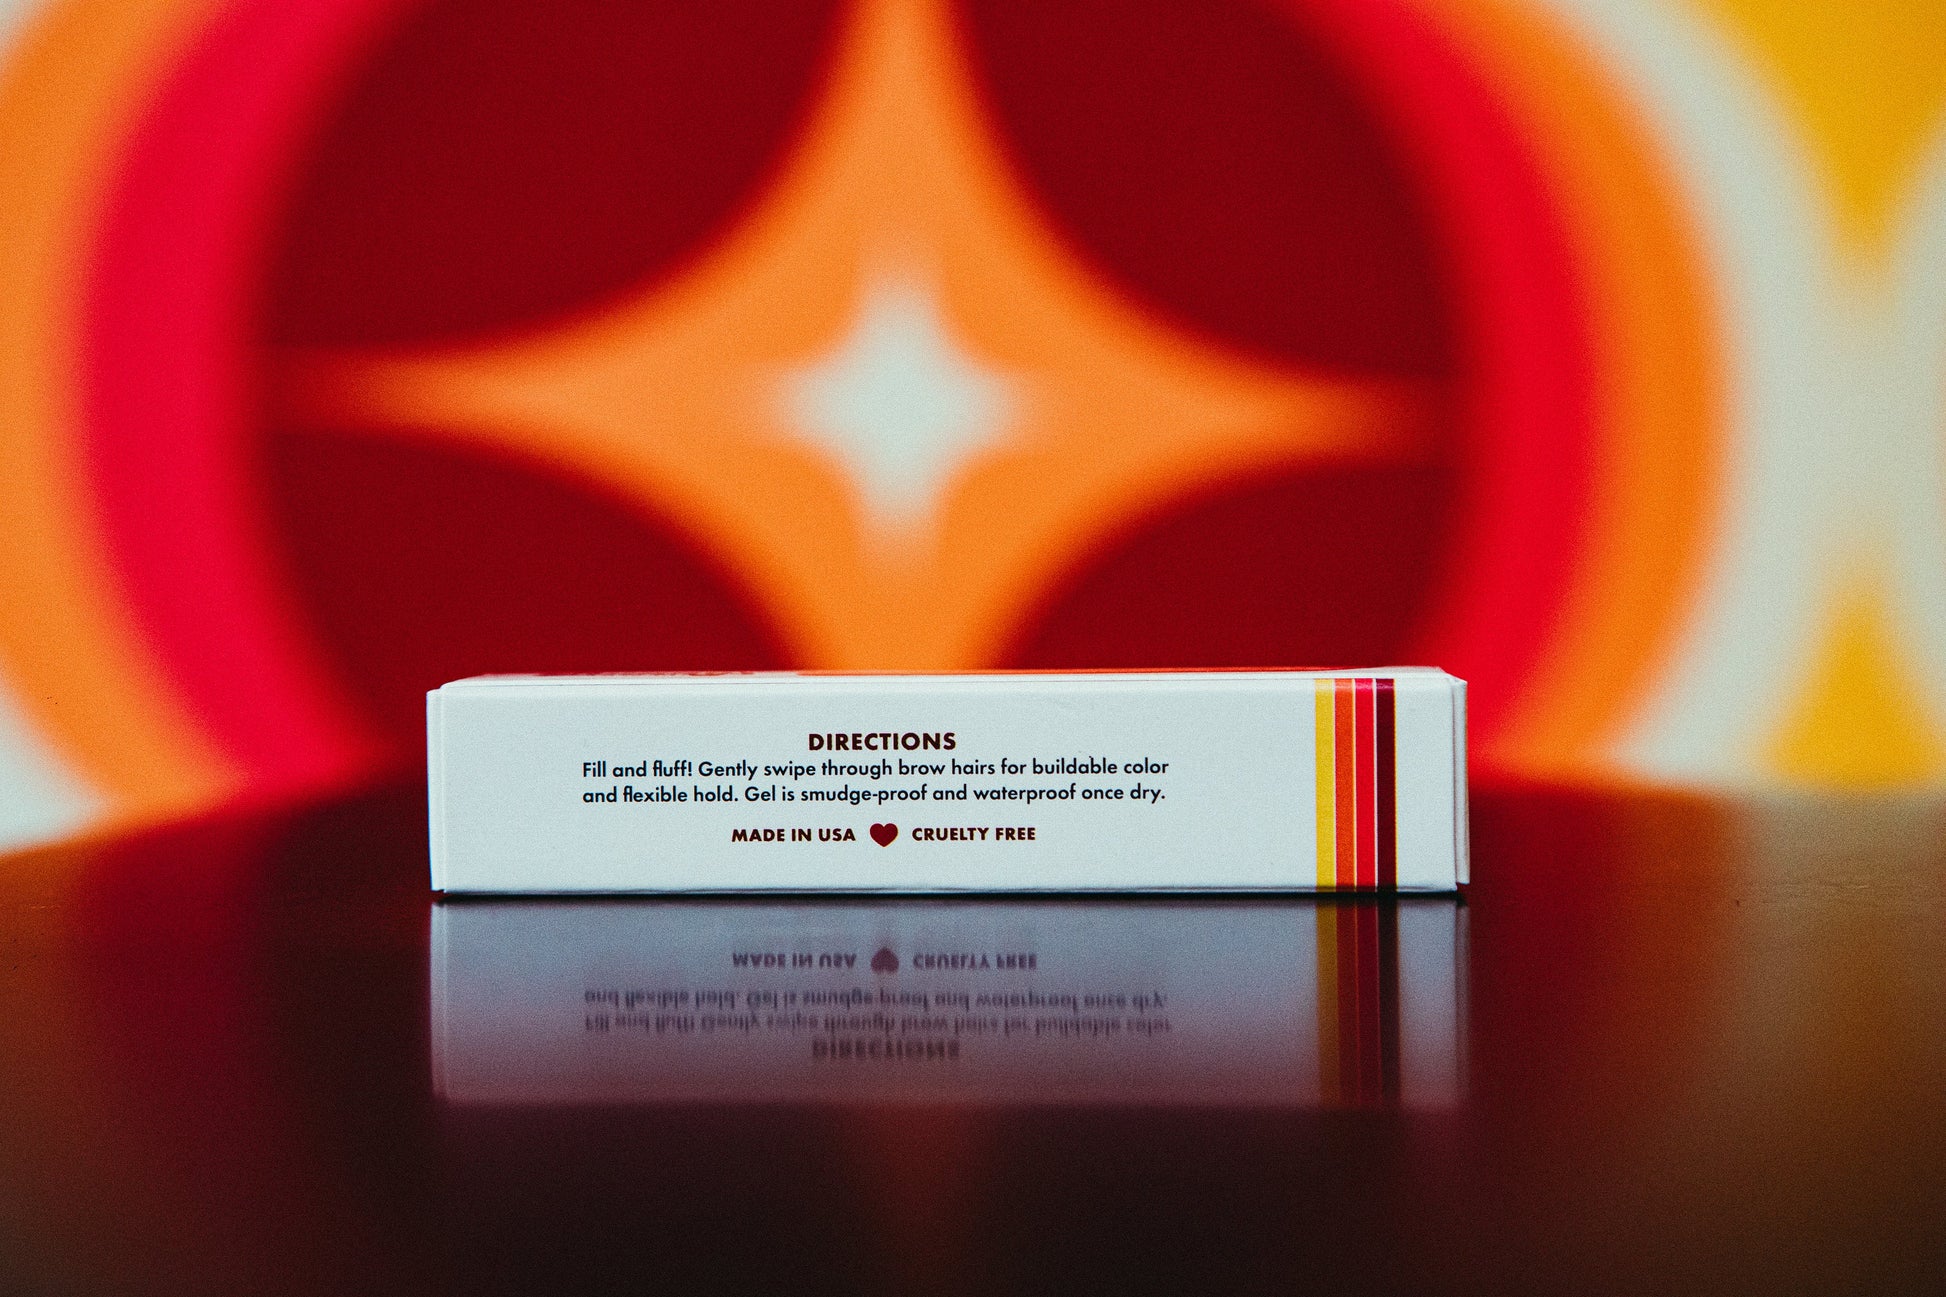 DIRECTIONS
Fill and fluff! Gently swipe through brow hairs for buildable color
and flexible hold. Gel is smudge-proof and waterproof once dry.
MADE IN USA ♥ CRUELTY FREE